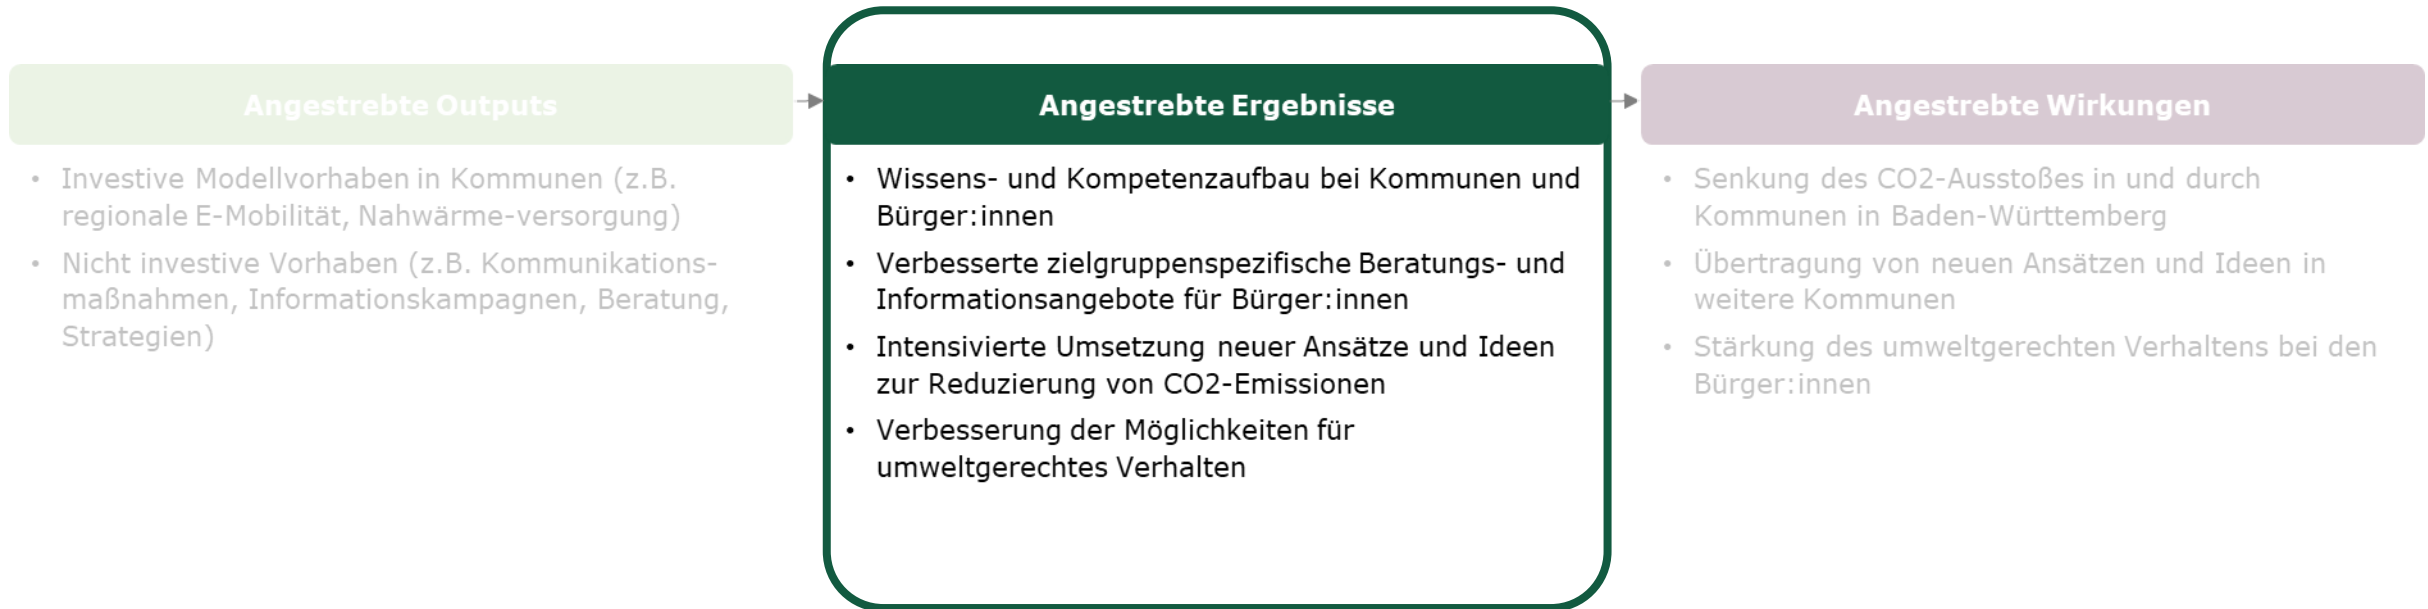 Angestrebte Outputs
• Investive Modellvorhaben in Kommunen (z.B.
regionale E-Mobilität, Nahwärme-versorgung)
• Nicht investive Vorhaben (z.B. Kommunikations-
maßnahmen, Informationskampagnen, Beratung,
Strategien)
Angestrebte Ergebnisse
• Wissens- und Kompetenzaufbau bei Kommunen und
Bürger:innen
• Verbesserte zielgruppenspezifische Beratungs- und
Informationsangebote für Bürger:innen
• Intensivierte Umsetzung neuer Ansätze und Ideen
zur Reduzierung von CO2-Emissionen
• Verbesserung der Möglichkeiten für
umweltgerechtes Verhalten
Angestrebte Wirkungen
• Senkung des CO2-Ausstoßes in und durch
Kommunen in Baden-Württemberg
• Übertragung von neuen Ansätzen und Ideen in
weitere Kommunen
• Stärkung des umweltgerechten Verhaltens bei den
Bürger:innen